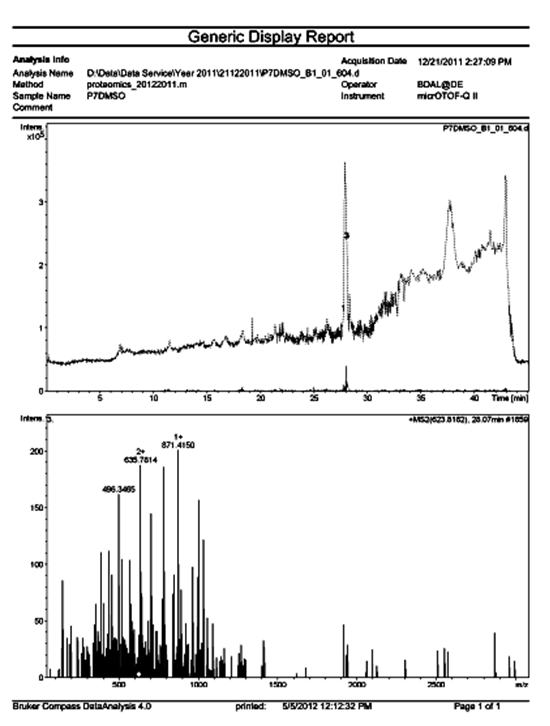 Generic Display Report
Analysis Info
Acquisition Date 12/21/2011 2:27:09 PM
Analysis Name D:\Data\Data Service\Year 2011\21122011\P7DMSO_B1_01_604.d
Method proteomics_20122011.m Operator BDAL@DE
Sample Name P7DMSO Instrument micrOTOF-Q II
Comment
Intens. P7DMSO_B1_01_604.d
x10⁵
3
3
2
1
0
5 10 15 20 25 30 35 40 Time [min]
Intens. +MS2(623.8162), 28.07min #1659
1+
871.4150
2+
635.7814
200
496.3465
150
100
50
0
500 1000 1500 2000 2500 m/z
Bruker Compass DataAnalysis 4.0 printed: 5/5/2012 12:12:32 PM Page 1 of 1